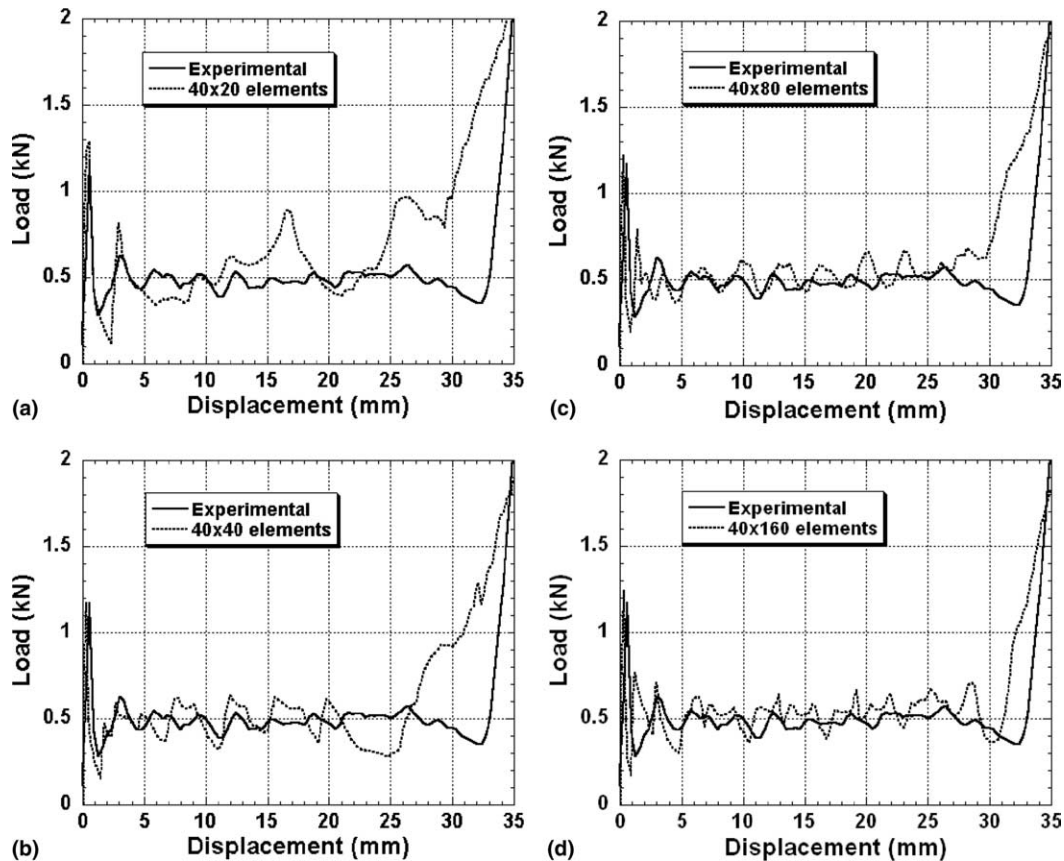 2
Experimental
40x20 elements
1.5
Load (kN)
1
0.5
0
0 5 10 15 20 25 30 35
(a)
Displacement (mm)
2
Experimental
40x80 elements
1.5
Load (kN)
1
0.5
0
0 5 10 15 20 25 30 35
(c)
Displacement (mm)
2
Experimental
40x40 elements
1.5
Load (kN)
1
0.5
0
0 5 10 15 20 25 30 35
(b)
Displacement (mm)
2
Experimental
40x160 elements
1.5
Load (kN)
1
0.5
0
0 5 10 15 20 25 30 35
(d)
Displacement (mm)